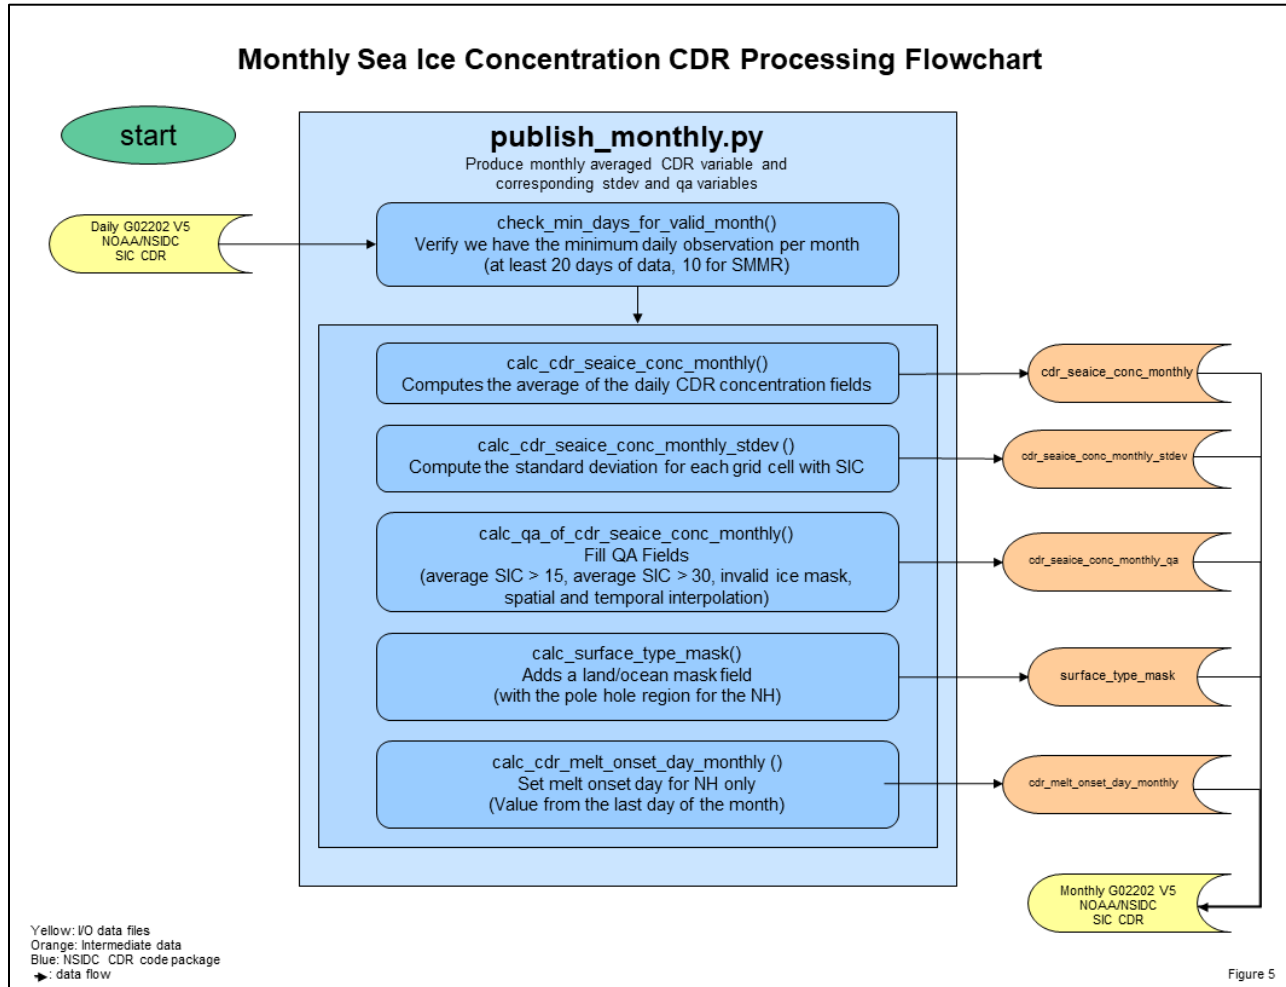 Monthly Sea Ice Concentration CDR Processing Flowchart
start
publish_monthly.py
Produce monthly averaged CDR variable and
corresponding stdev and qa variables
Daily G02202 V5
NOAA/NSIDC
SIC CDR
check_min_days_for_valid_month()
Verify we have the minimum daily observation per month
(at least 20 days of data, 10 for SMMR)
calc_cdr_seaice_conc_monthly()
Computes the average of the daily CDR concentration fields
cdr_seaice_conc_monthly
calc_cdr_seaice_conc_monthly_stdev ()
Compute the standard deviation for each grid cell with SIC
cdr_seaice_conc_monthly_stdev
calc_qa_of_cdr_seaice_conc_monthly()
Fill QA Fields
(average SIC > 15, average SIC > 30, invalid ice mask,
spatial and temporal interpolation)
cdr_seaice_conc_monthly_qa
calc_surface_type_mask()
Adds a land/ocean mask field
(with the pole hole region for the NH)
surface_type_mask
calc_cdr_melt_onset_day_monthly ()
Set melt onset day for NH only
(Value from the last day of the month)
cdr_melt_onset_day_monthly
Monthly G02202 V5
NOAA/NSIDC
SIC CDR
Yellow: I/O data files
Orange: Intermediate data
Blue: NSIDC CDR code package
: data flow
Figure 5